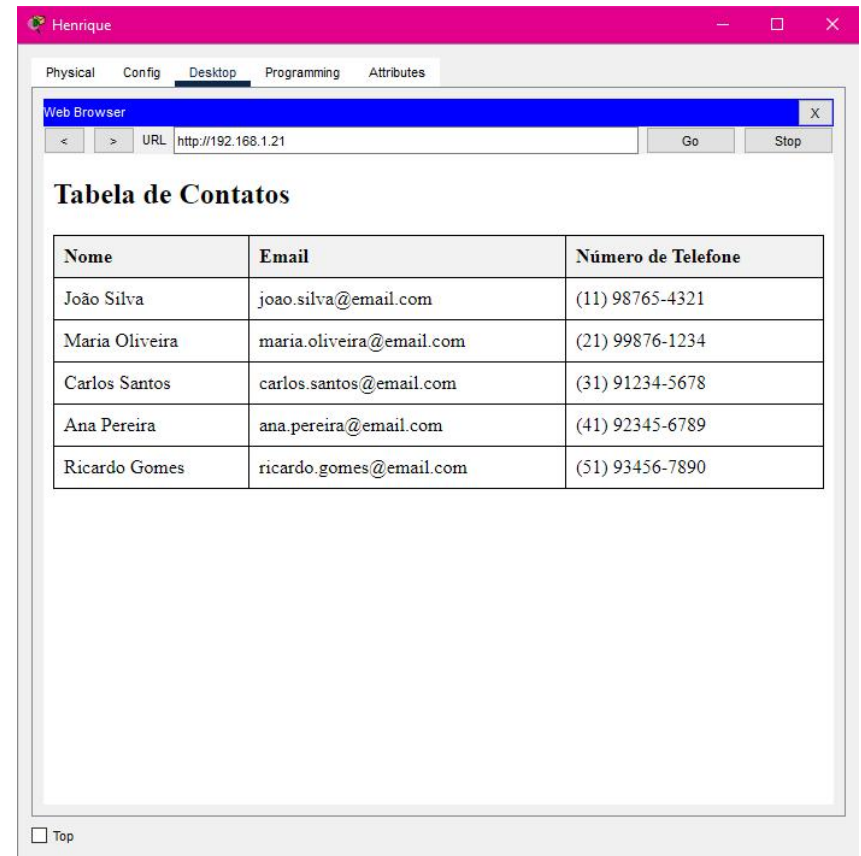 Henrique
Physical Config Desktop Programming Attributes
Web Browser X
< > URL http://192.168.1.21 Go Stop
Tabela de Contatos
Nome Email Número de Telefone
João Silva joao.silva@email.com (11) 98765-4321
Maria Oliveira maria.oliveira@email.com (21) 99876-1234
Carlos Santos carlos.santos@email.com (31) 91234-5678
Ana Pereira ana.pereira@email.com (41) 92345-6789
Ricardo Gomes ricardo.gomes@email.com (51) 93456-7890
Top